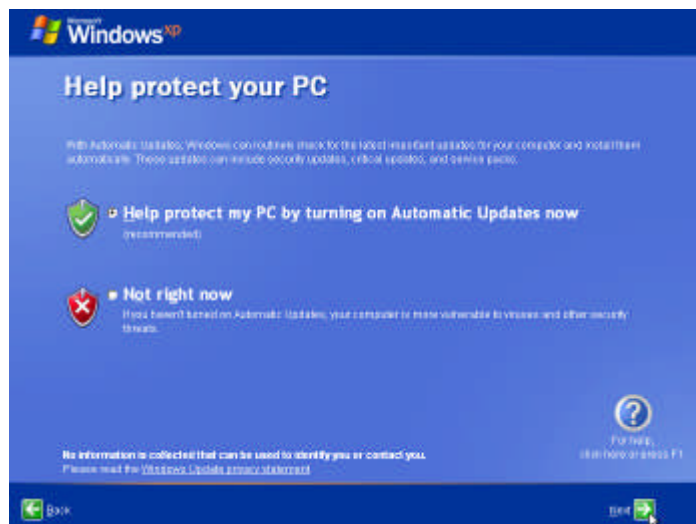 Microsoft
Windows xp
Help protect your PC
With Automatic Updates, Windows can routinely check for the latest important updates for your computer and install them
automatically. These updates can include security updates, critical updates, and service packs.
Help protect my PC by turning on Automatic Updates now
(recommended)
Not right now
If you haven't turned on Automatic Updates, your computer is more vulnerable to viruses and other security
threats.
For help,
click here or press F1
No information is collected that can be used to identify you or contact you.
Please read the Windows Update privacy statement
Back
Next